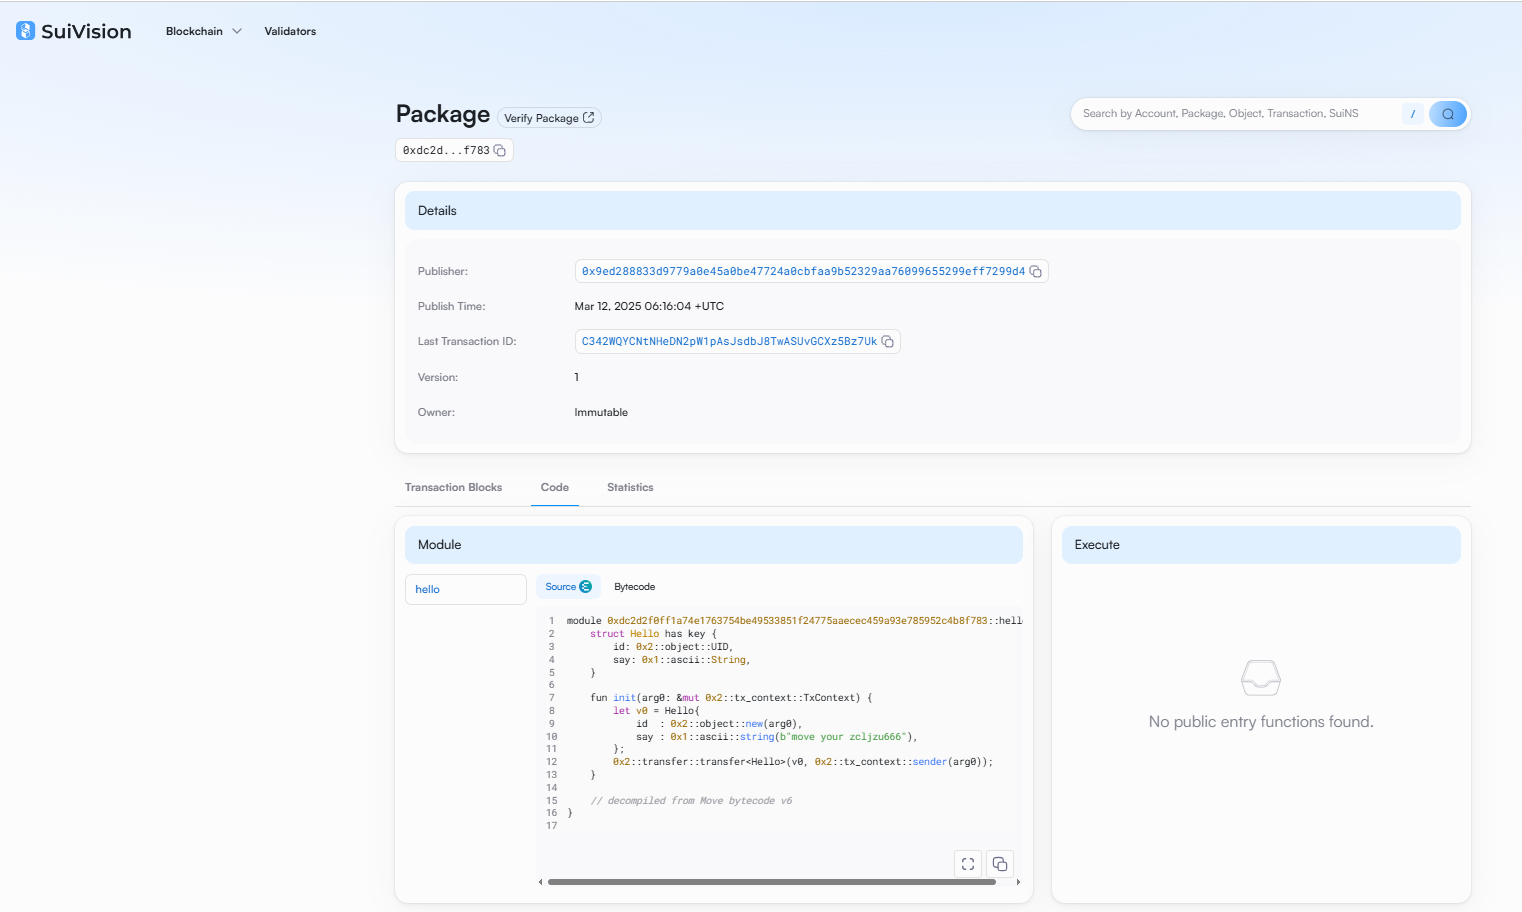 SuiVision
Blockchain
Validators
Package
Verify Package
Search by Account, Package, Object, Transaction, SuiNS
/
0xdc2d...f783
Details
Publisher:
0x9ed288833d9779a0e45a0be47724a0cbfaa9b52329aa76099655299eff7299d4
Publish Time:
Mar 12, 2025 06:16:04 +UTC
Last Transaction ID:
C342WQYCNtNHeDN2pW1pAsJsdbJ8TwASUvGCXz5Bz7Uk
Version:
1
Owner:
Immutable
Transaction Blocks
Code
Statistics
Module
hello
Source
Bytecode
1 module 0xdc2d2f0ff1a74e1763754be49533851f24775aaecec459a93e785952c4b8f783::hell
2 struct Hello has key {
3 id: 0x2::object::UID,
4 say: 0x1::ascii::String,
5 }
6
7 fun init(arg0: &mut 0x2::tx_context::TxContext) {
8 let v0 = Hello{
9 id  : 0x2::object::new(arg0),
10 say : 0x1::ascii::string(b"move your zcljzu666"),
11 };
12 0x2::transfer::transfer<Hello>(v0, 0x2::tx_context::sender(arg0));
13 }
14
15 // decompiled from Move bytecode v6
16 }
17
Execute
No public entry functions found.